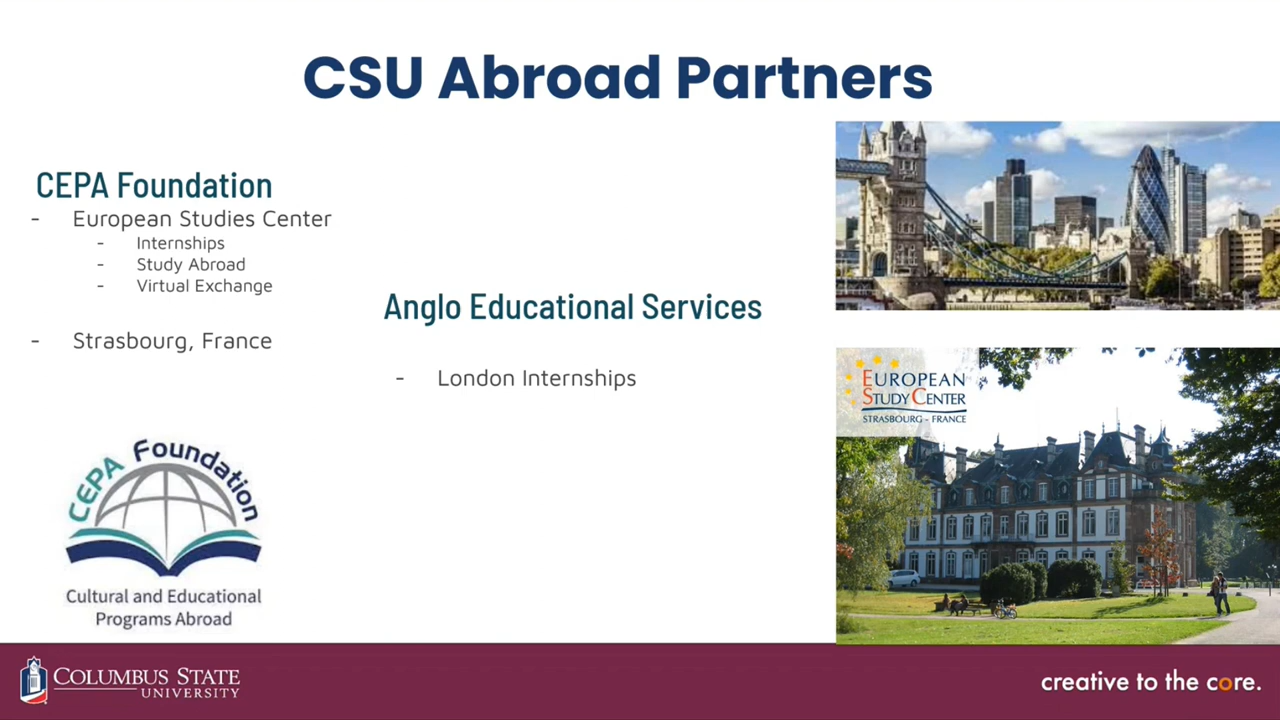 CSU Abroad Partners
CEPA Foundation
- European Studies Center
- Internships
- Study Abroad
- Virtual Exchange
- Strasbourg, France
Anglo Educational Services
- London Internships
CEPA Foundation
Cultural and Educational
Programs Abroad
EUROPEAN
STUDY CENTER
STRASBOURG - FRANCE
COLUMBUS STATE
UNIVERSITY
creative to the core.